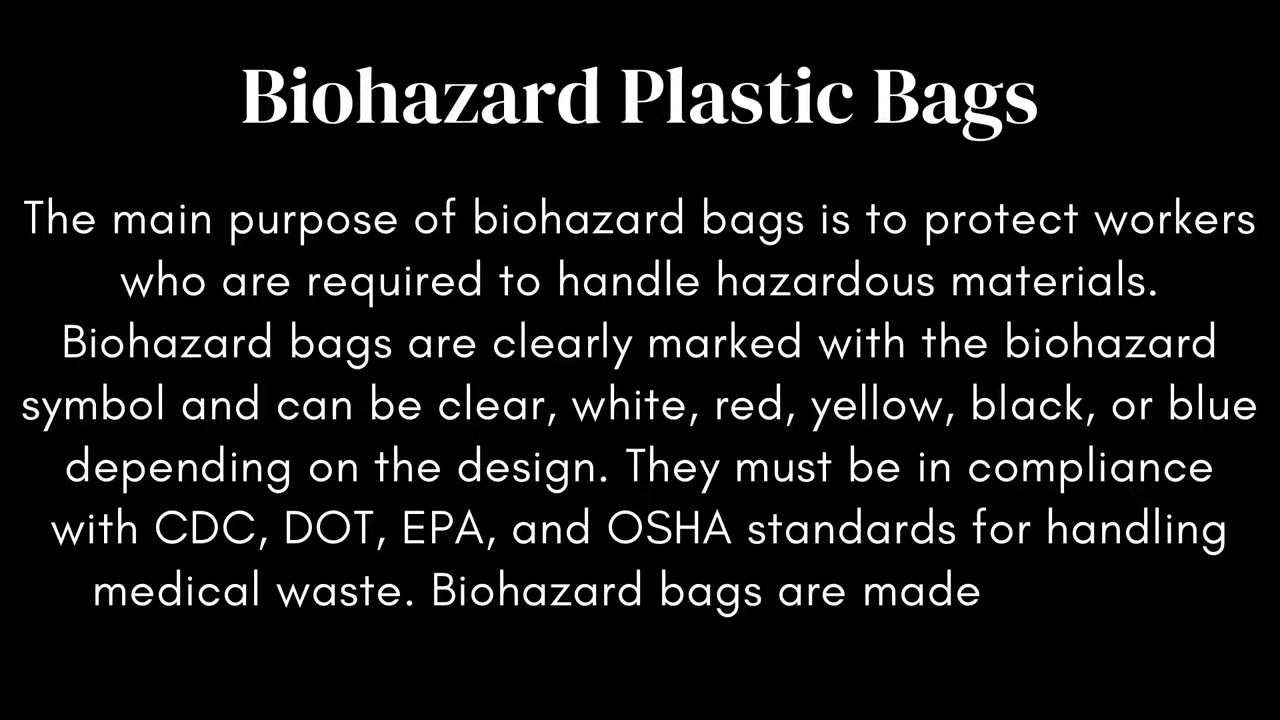 Biohazard Plastic Bags
The main purpose of biohazard bags is to protect workers
who are required to handle hazardous materials.
Biohazard bags are clearly marked with the biohazard
symbol and can be clear, white, red, yellow, black, or blue
depending on the design. They must be in compliance
with CDC, DOT, EPA, and OSHA standards for handling
medical waste. Biohazard bags are made